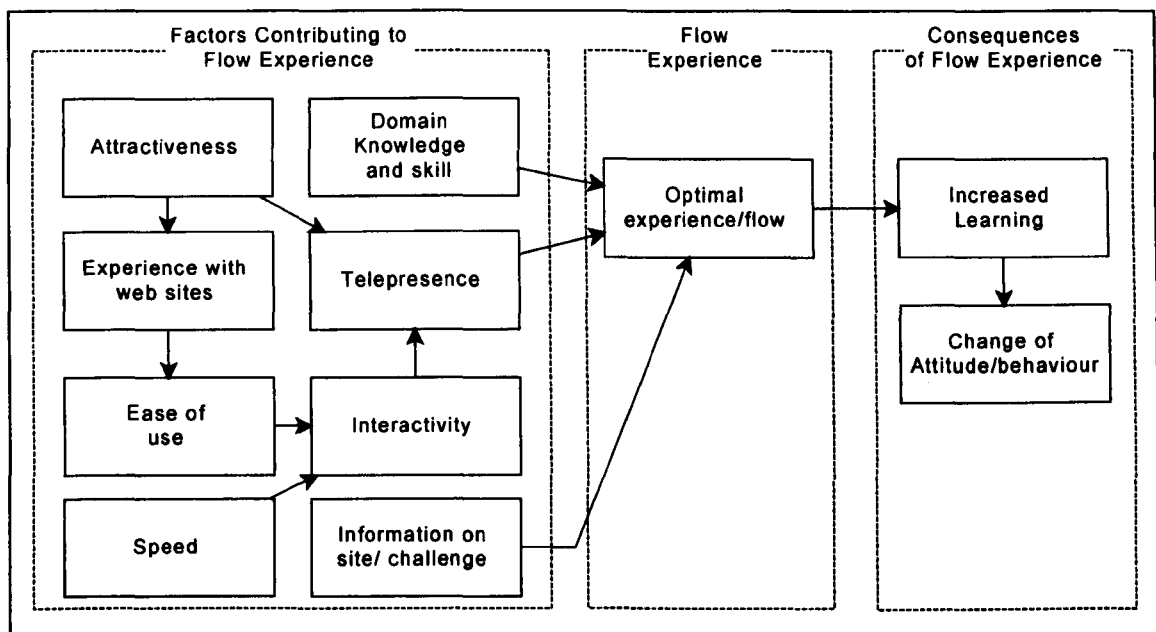 Factors Contributing to
Flow Experience
Flow
Experience
Consequences
of Flow Experience
Attractiveness
Domain
Knowledge
and skill
Experience with
web sites
Telepresence
Ease of
use
Interactivity
Speed
Information on
site/ challenge
Optimal
experience/flow
Increased
Learning
Change of
Attitude/behaviour